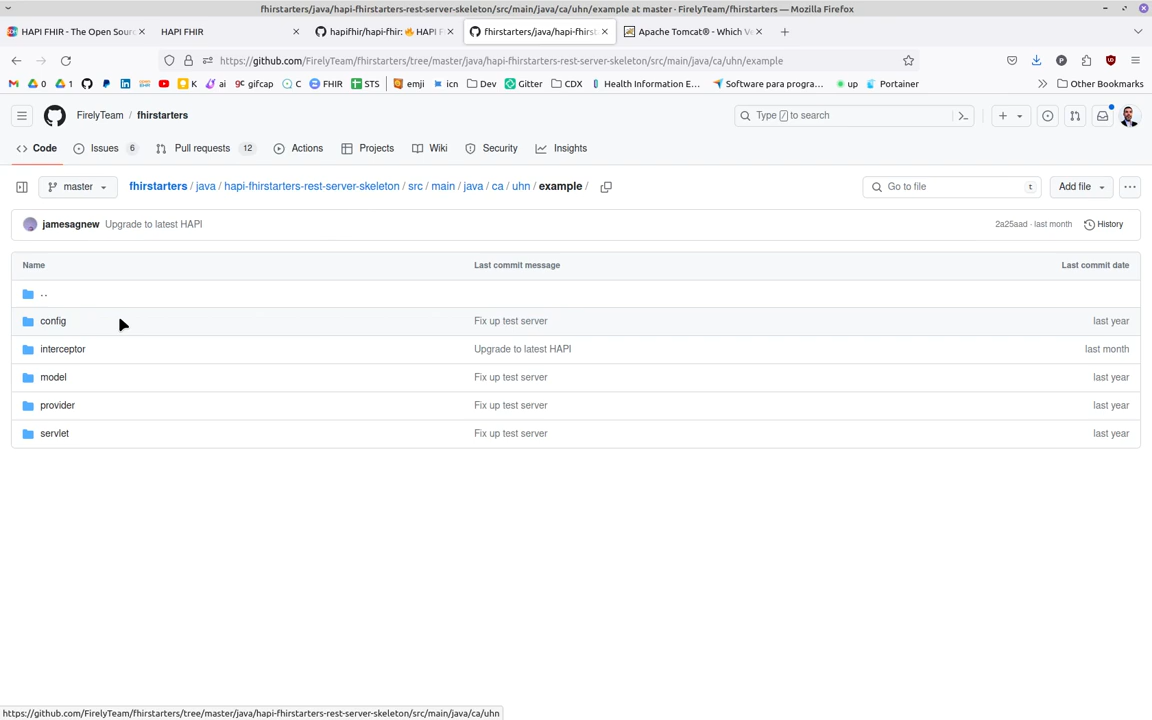 fhirstarters/java/hapi-fhirstarters-rest-server-skeleton/src/main/java/ca/uhn/example at master · FirelyTeam/fhirstarters — Mozilla Firefox
HAPI FHIR - The Open Sour
HAPI FHIR
hapifhir/hapi-fhir: 🔥 HAPI F
fhirstarters/java/hapi-fhirst
Apache Tomcat® - Which Ve
https://github.com/FirelyTeam/fhirstarters/tree/master/java/hapi-fhirstarters-rest-server-skeleton/src/main/java/ca/uhn/example
M 0 1 K ai gifcap C FHIR STS emji icn Dev Gitter CDX Health Information E... Software para progra... up Portainer Other Bookmarks
FirelyTeam / fhirstarters
Type / to search
Code Issues 6 Pull requests 12 Actions Projects Wiki Security Insights
master
fhirstarters / java / hapi-fhirstarters-rest-server-skeleton / src / main / java / ca / uhn / example /
Go to file t
Add file
jamesagnew Upgrade to latest HAPI
2a25aad · last month History
Name Last commit message Last commit date
..
config Fix up test server last year
interceptor Upgrade to latest HAPI last month
model Fix up test server last year
provider Fix up test server last year
servlet Fix up test server last year
https://github.com/FirelyTeam/fhirstarters/tree/master/java/hapi-fhirstarters-rest-server-skeleton/src/main/java/ca/uhn